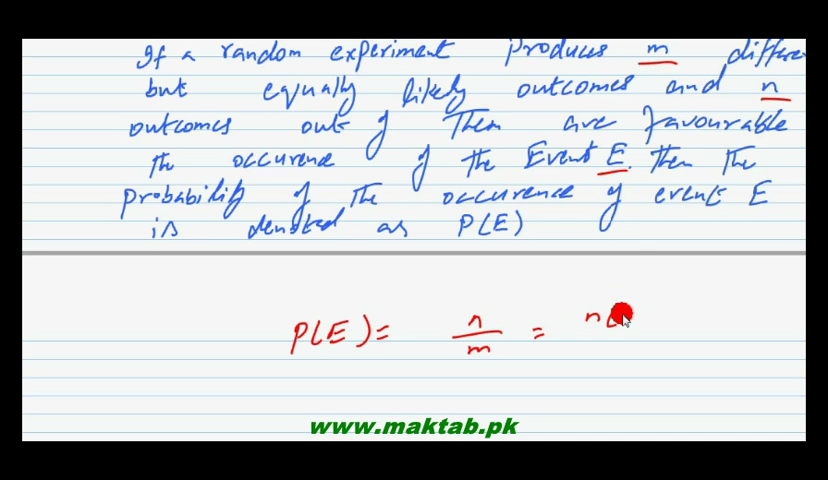 If a random experiment produces m differe
but equally likely outcomes and n
outcomes out of Them are favourable
The occurence of the Event E. Then the
probability of The occurence of event E
is denoted as P(E)
P(E) = n/m = n(
www.maktab.pk